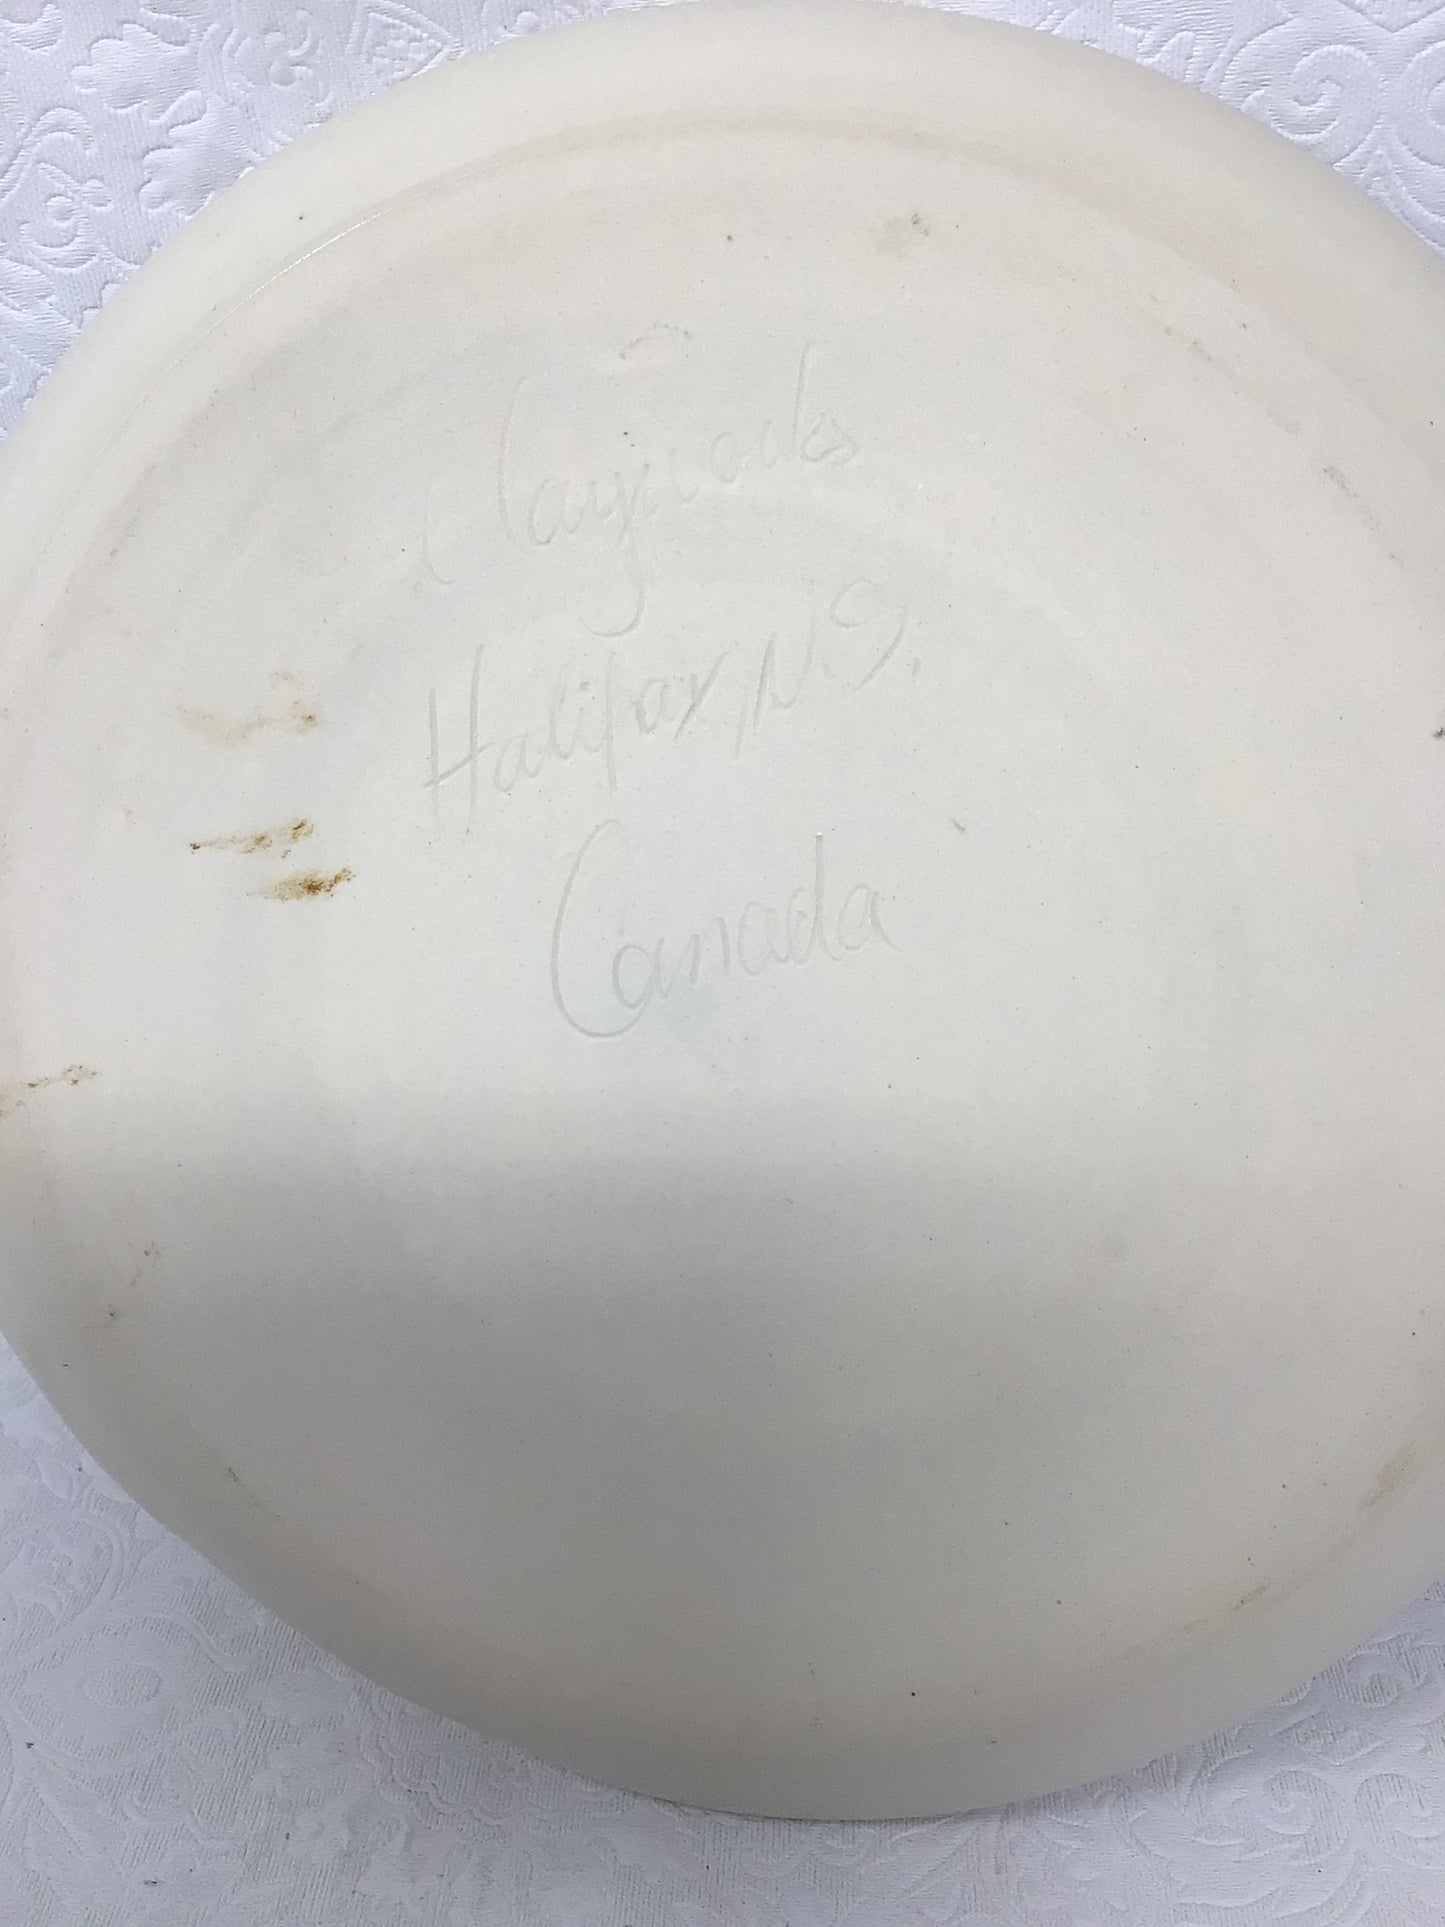 Clayworks
Halifax, N.S.
Canada